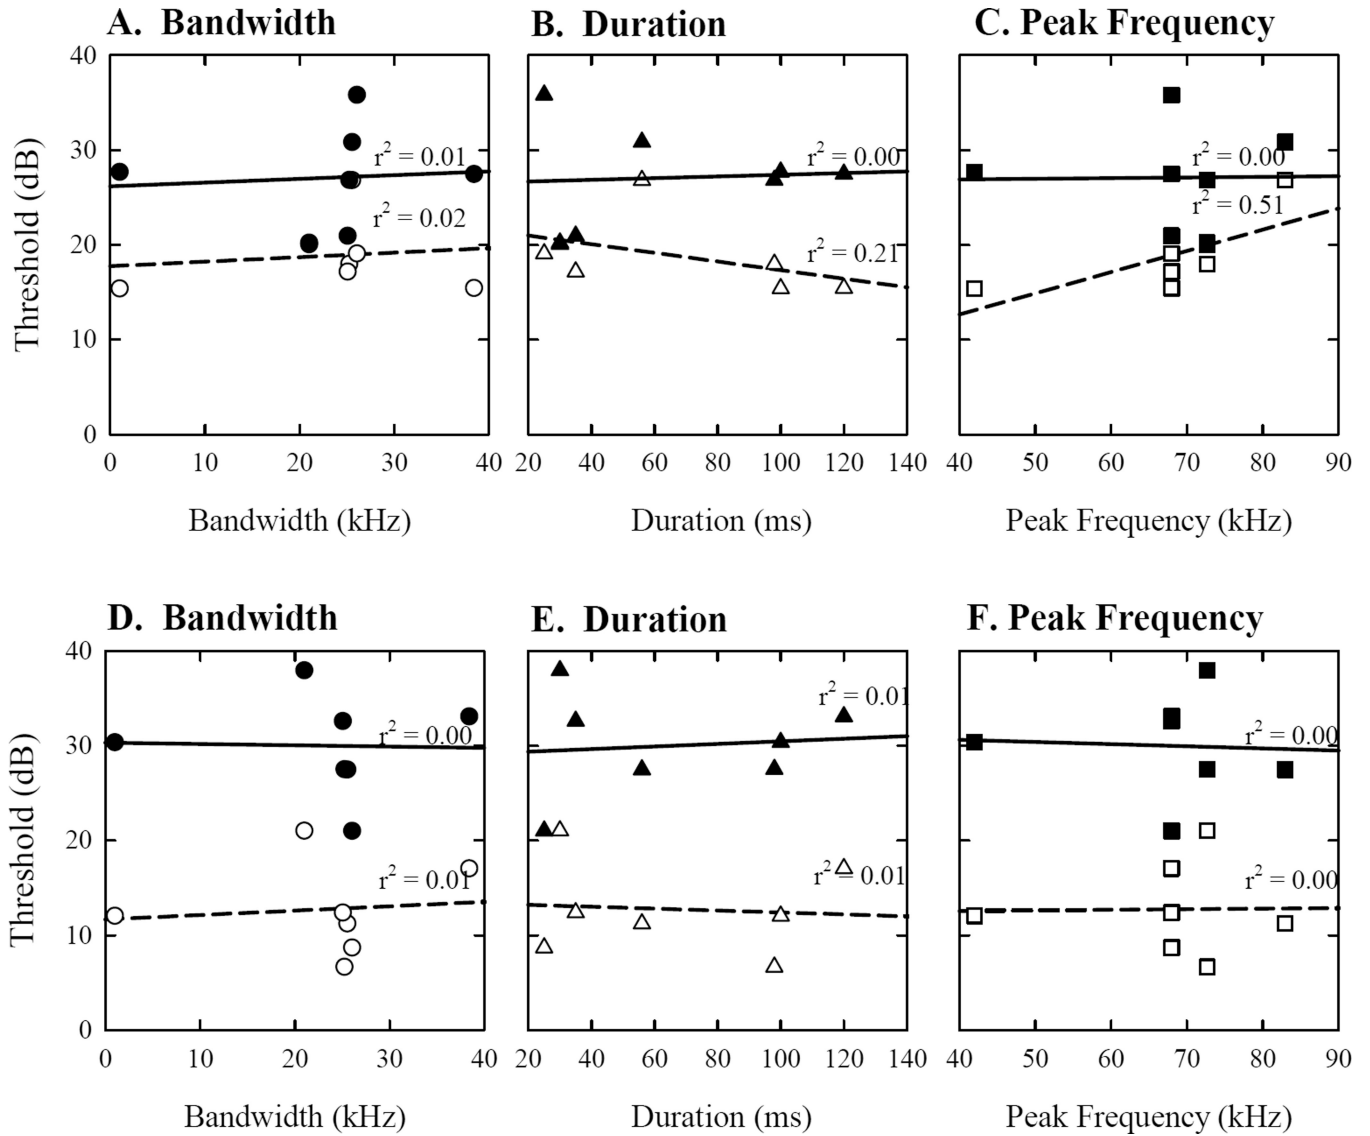 A. Bandwidth
B. Duration
C. Peak Frequency
Threshold (dB)
40
30
20
10
0
r² = 0.01
r² = 0.02
r² = 0.00
r² = 0.21
r² = 0.00
r² = 0.51
0 10 20 30 40
20 40 60 80 100 120 140
40 50 60 70 80 90
Bandwidth (kHz)
Duration (ms)
Peak Frequency (kHz)
D. Bandwidth
E. Duration
F. Peak Frequency
Threshold (dB)
40
30
20
10
0
r² = 0.00
r² = 0.01
r² = 0.01
r² = 0.01
r² = 0.00
r² = 0.00
0 10 20 30 40
20 40 60 80 100 120 140
40 50 60 70 80 90
Bandwidth (kHz)
Duration (ms)
Peak Frequency (kHz)